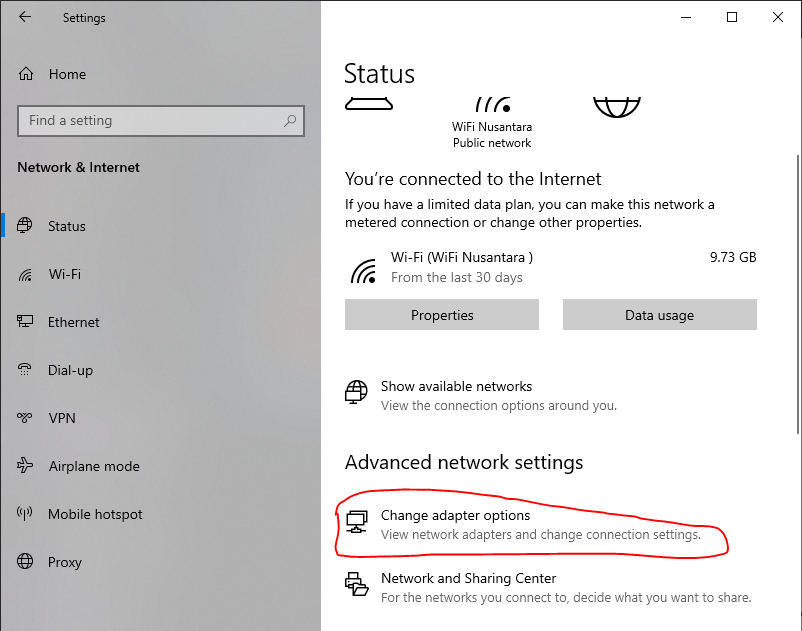 Settings
Home
Find a setting
Network & Internet
Status
Wi-Fi
Ethernet
Dial-up
VPN
Airplane mode
Mobile hotspot
Proxy
Status
WiFi Nusantara
Public network
You're connected to the Internet
If you have a limited data plan, you can make this network a
metered connection or change other properties.
Wi-Fi (WiFi Nusantara ) 9.73 GB
From the last 30 days
Properties Data usage
Show available networks
View the connection options around you.
Advanced network settings
Change adapter options
View network adapters and change connection settings.
Network and Sharing Center
For the networks you connect to, decide what you want to share.